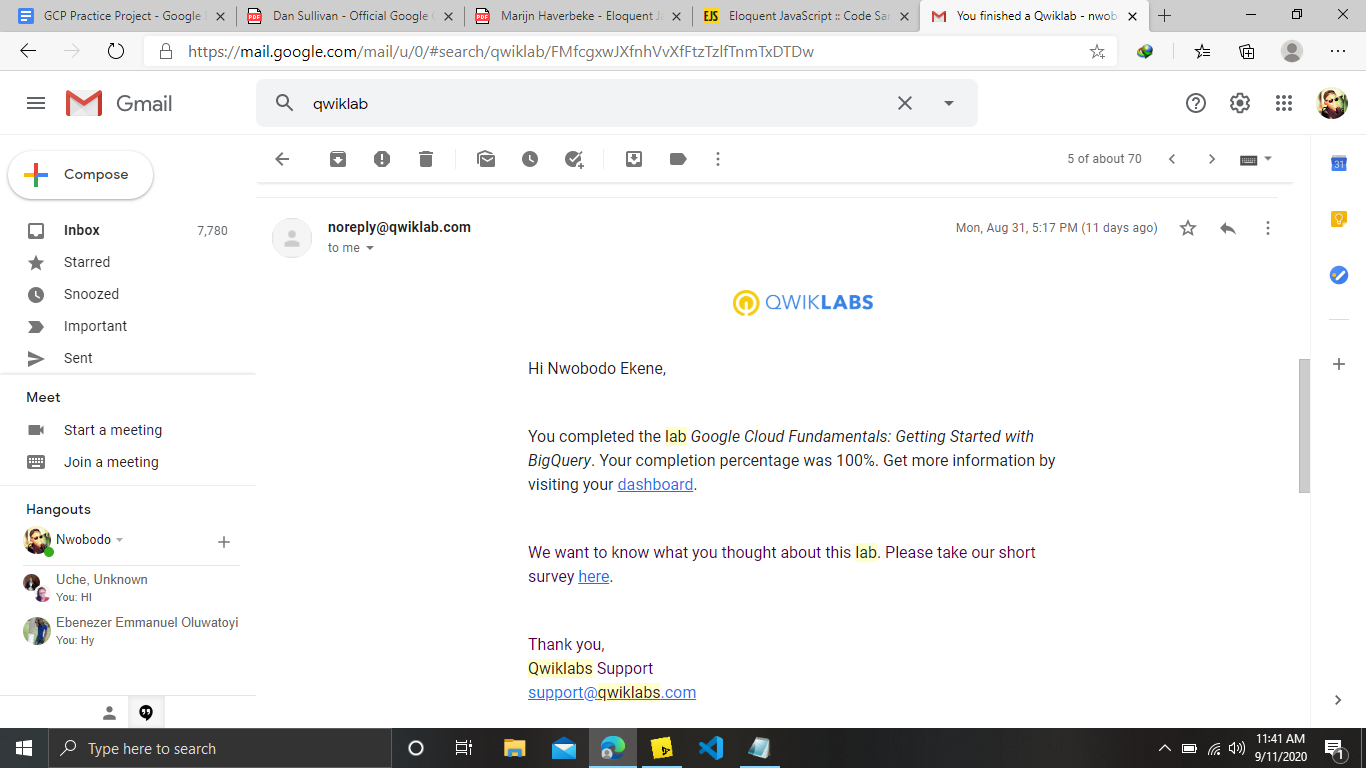 GCP Practice Project - Google
Dan Sullivan - Official Google
Marijn Haverbeke - Eloquent Ja
EJS
Eloquent JavaScript :: Code Sa
You finished a Qwiklab - nwob
https://mail.google.com/mail/u/0/#search/qwiklab/FMfcgxwJXfnhVvXfFtzTzlfTnmTxDTDw
Gmail
qwiklab
Compose
5 of about 70
31
Inbox
7,780
Starred
Snoozed
Important
Sent
noreply@qwiklab.com
Mon, Aug 31, 5:17 PM (11 days ago)
to me
QWIKLABS
Hi Nwobodo Ekene,
You completed the lab Google Cloud Fundamentals: Getting Started with
BigQuery. Your completion percentage was 100%. Get more information by
visiting your dashboard.
We want to know what you thought about this lab. Please take our short
survey here.
Thank you,
Qwiklabs Support
support@qwiklabs.com
Meet
Start a meeting
Join a meeting
Hangouts
Nwobodo
Uche, Unknown
You: HI
Ebenezer Emmanuel Oluwatoyi
You: Hy
Type here to search
11:41 AM
9/11/2020
1